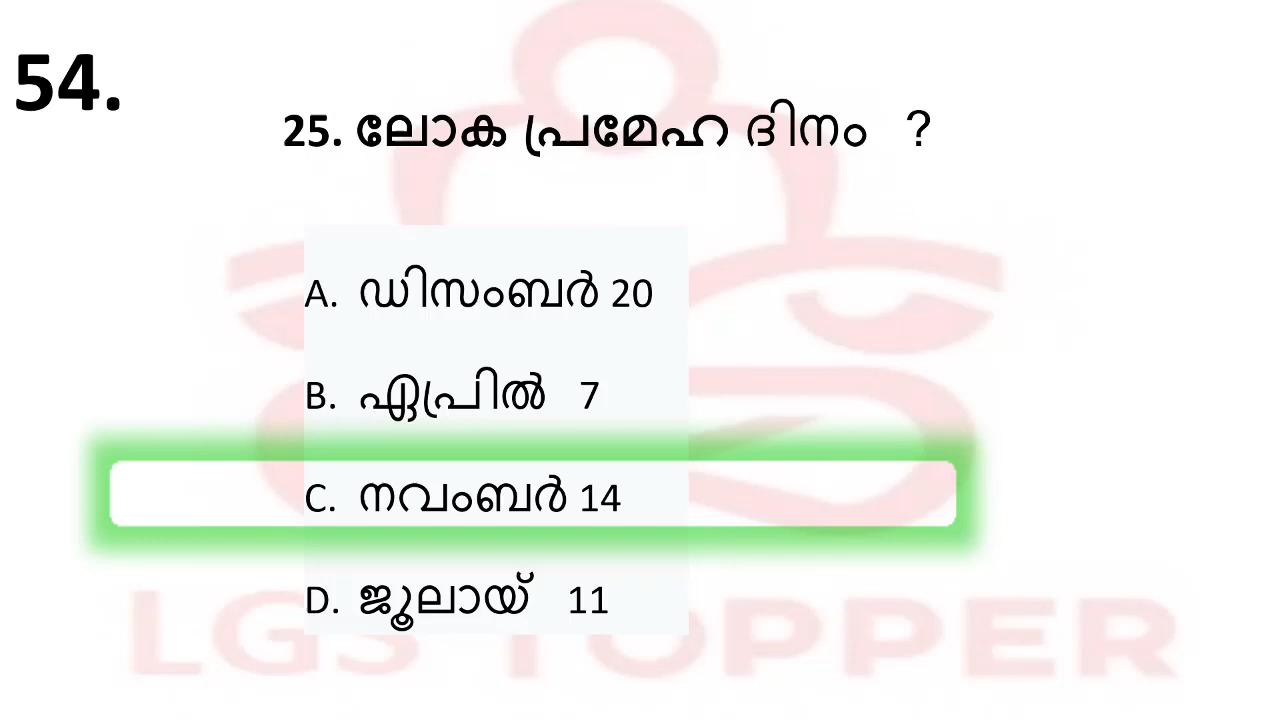 54.
25. ലോക പ്രമേഹ ദിനം ?
A. ഡിസംബർ 20
B. ഏപ്രിൽ 7
C. നവംബർ 14
D. ജൂലായ് 11
LGS TOPPER